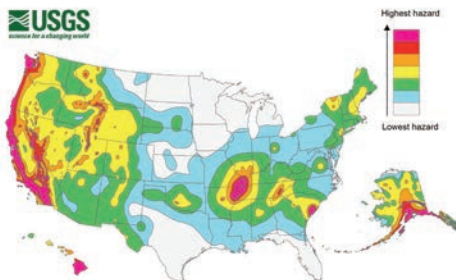 USGS
science for a changing world
Highest hazard
Lowest hazard